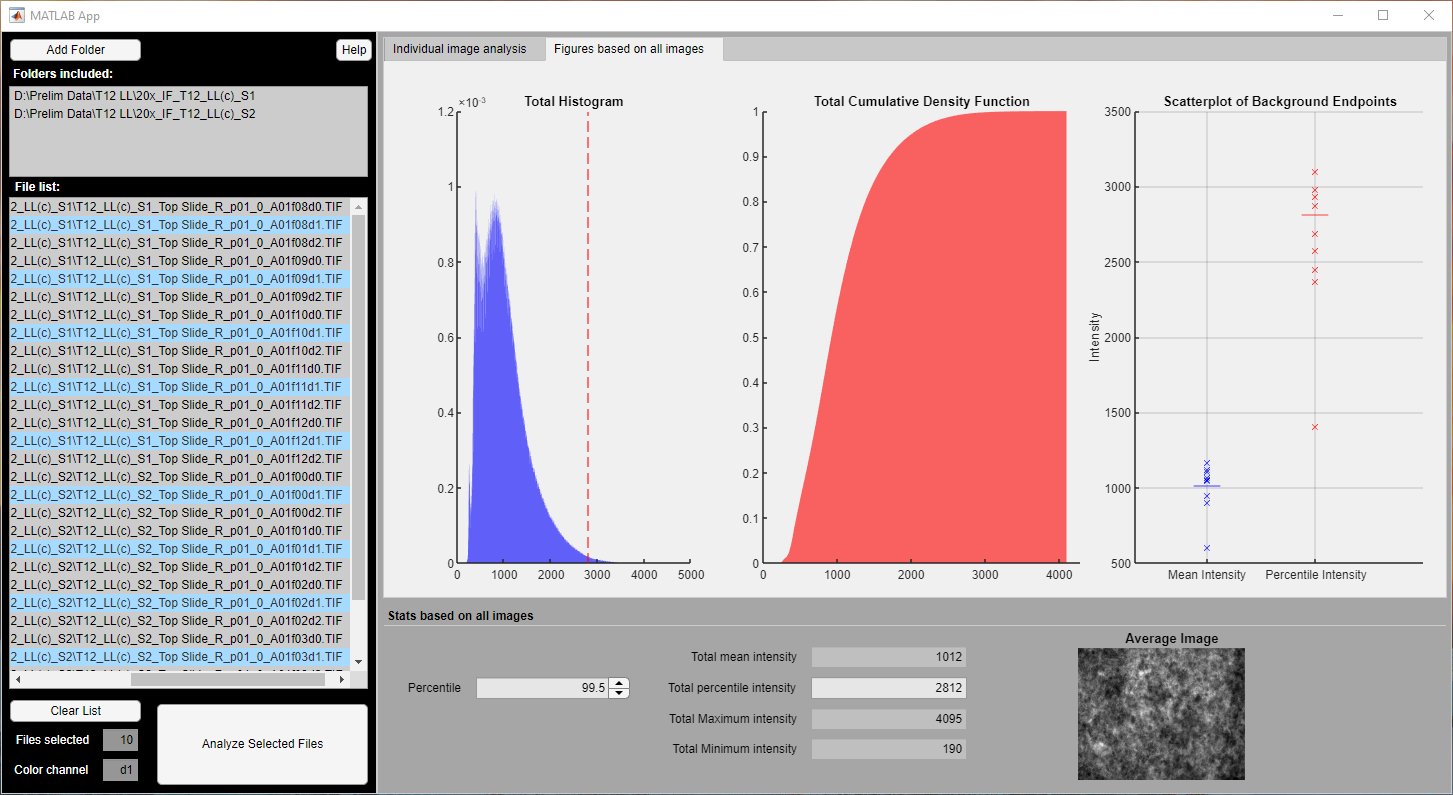 MATLAB App
Add Folder
Help
Folders included:
D:\Prelim Data\T12 LL\20x_IF_T12_LL(c)_S1
D:\Prelim Data\T12 LL\20x_IF_T12_LL(c)_S2
File list:
2_LL(c)_S1\T12_LL(c)_S1_Top Slide_R_p01_0_A01f08d0.TIF
2_LL(c)_S1\T12_LL(c)_S1_Top Slide_R_p01_0_A01f08d1.TIF
2_LL(c)_S1\T12_LL(c)_S1_Top Slide_R_p01_0_A01f08d2.TIF
2_LL(c)_S1\T12_LL(c)_S1_Top Slide_R_p01_0_A01f09d0.TIF
2_LL(c)_S1\T12_LL(c)_S1_Top Slide_R_p01_0_A01f09d1.TIF
2_LL(c)_S1\T12_LL(c)_S1_Top Slide_R_p01_0_A01f09d2.TIF
2_LL(c)_S1\T12_LL(c)_S1_Top Slide_R_p01_0_A01f10d0.TIF
2_LL(c)_S1\T12_LL(c)_S1_Top Slide_R_p01_0_A01f10d1.TIF
2_LL(c)_S1\T12_LL(c)_S1_Top Slide_R_p01_0_A01f10d2.TIF
2_LL(c)_S1\T12_LL(c)_S1_Top Slide_R_p01_0_A01f11d0.TIF
2_LL(c)_S1\T12_LL(c)_S1_Top Slide_R_p01_0_A01f11d1.TIF
2_LL(c)_S1\T12_LL(c)_S1_Top Slide_R_p01_0_A01f11d2.TIF
2_LL(c)_S1\T12_LL(c)_S1_Top Slide_R_p01_0_A01f12d0.TIF
2_LL(c)_S1\T12_LL(c)_S1_Top Slide_R_p01_0_A01f12d1.TIF
2_LL(c)_S1\T12_LL(c)_S1_Top Slide_R_p01_0_A01f12d2.TIF
2_LL(c)_S2\T12_LL(c)_S2_Top Slide_R_p01_0_A01f00d0.TIF
2_LL(c)_S2\T12_LL(c)_S2_Top Slide_R_p01_0_A01f00d1.TIF
2_LL(c)_S2\T12_LL(c)_S2_Top Slide_R_p01_0_A01f00d2.TIF
2_LL(c)_S2\T12_LL(c)_S2_Top Slide_R_p01_0_A01f01d0.TIF
2_LL(c)_S2\T12_LL(c)_S2_Top Slide_R_p01_0_A01f01d1.TIF
2_LL(c)_S2\T12_LL(c)_S2_Top Slide_R_p01_0_A01f01d2.TIF
2_LL(c)_S2\T12_LL(c)_S2_Top Slide_R_p01_0_A01f02d0.TIF
2_LL(c)_S2\T12_LL(c)_S2_Top Slide_R_p01_0_A01f02d1.TIF
2_LL(c)_S2\T12_LL(c)_S2_Top Slide_R_p01_0_A01f02d2.TIF
2_LL(c)_S2\T12_LL(c)_S2_Top Slide_R_p01_0_A01f03d0.TIF
2_LL(c)_S2\T12_LL(c)_S2_Top Slide_R_p01_0_A01f03d1.TIF
Clear List
Files selected 10
Color channel d1
Analyze Selected Files
Individual image analysis
Figures based on all images
Total Histogram
×10⁻³
1.2
1
0.8
0.6
0.4
0.2
0
0 1000 2000 3000 4000 5000
Total Cumulative Density Function
1
0.9
0.8
0.7
0.6
0.5
0.4
0.3
0.2
0.1
0
0 1000 2000 3000 4000
Scatterplot of Background Endpoints
Intensity
3500
3000
2500
2000
1500
1000
500
Mean Intensity Percentile Intensity
Stats based on all images
Percentile 99.5
Total mean intensity 1012
Total percentile intensity 2812
Total Maximum intensity 4095
Total Minimum intensity 190
Average Image